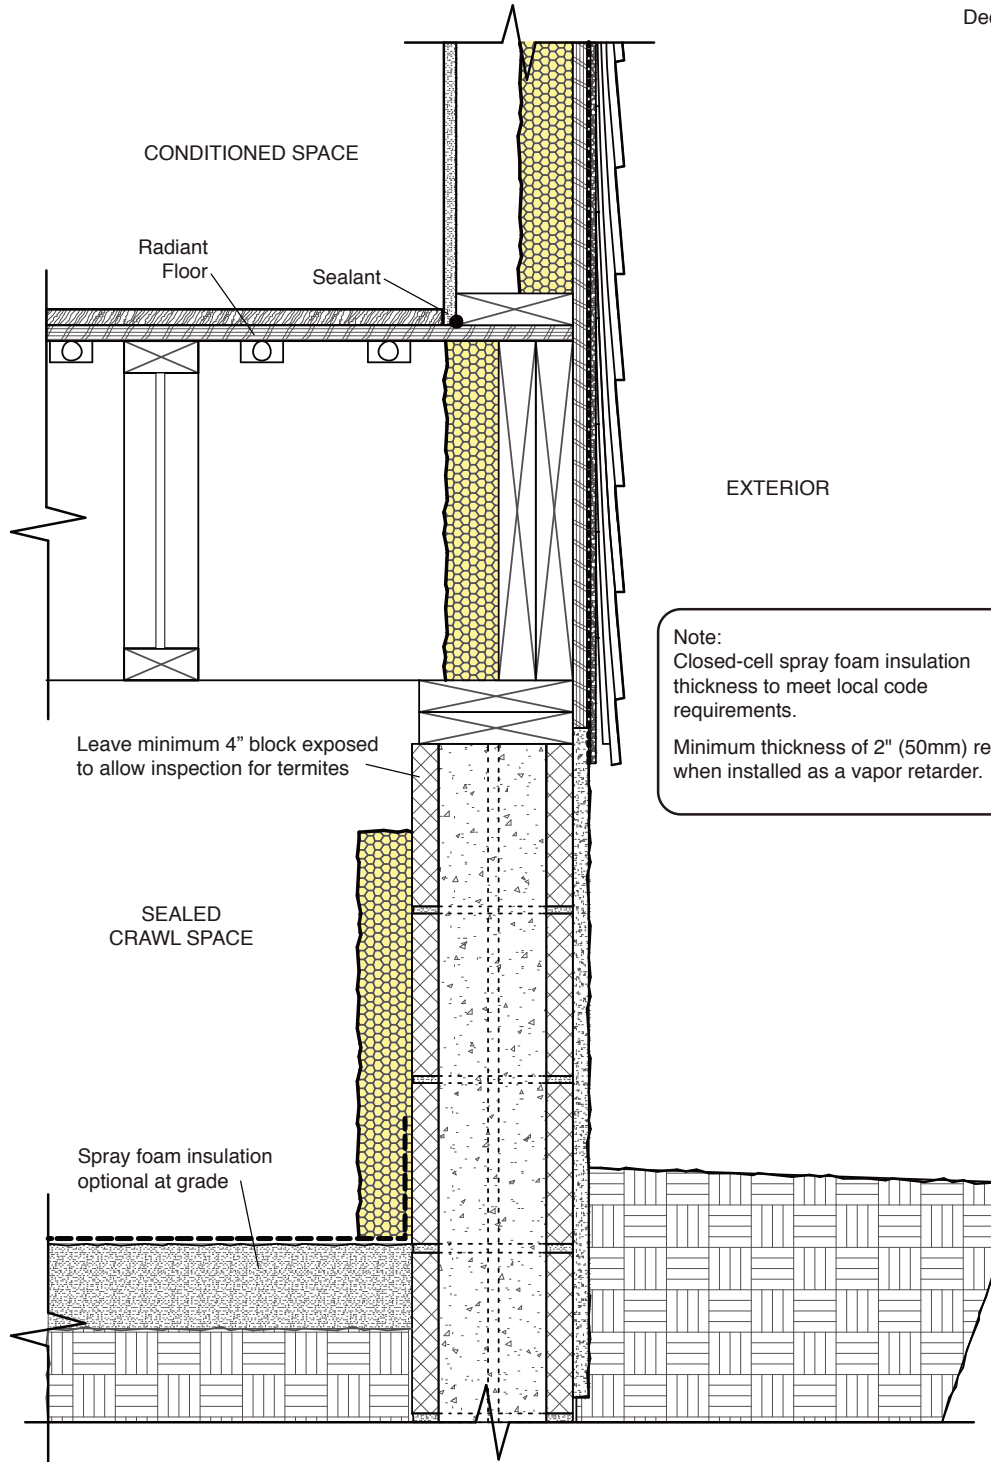 Dec
CONDITIONED SPACE
Radiant
Floor
Sealant
EXTERIOR
Note:
Closed-cell spray foam insulation
thickness to meet local code
requirements.
Minimum thickness of 2" (50mm) re
when installed as a vapor retarder.
Leave minimum 4” block exposed
to allow inspection for termites
SEALED
CRAWL SPACE
Spray foam insulation
optional at grade